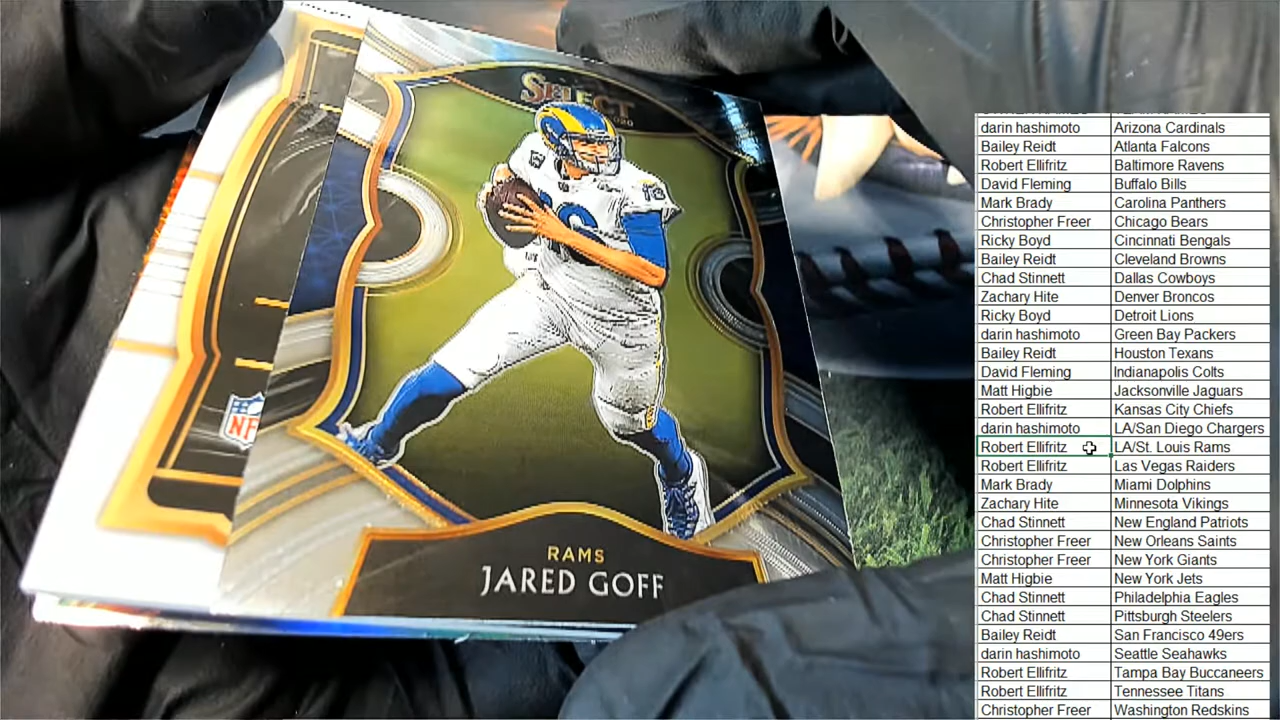 SELECT
2020
16
16
NF
RAMS
JARED GOFF
darin hashimoto Arizona Cardinals
Bailey Reidt Atlanta Falcons
Robert Ellifritz Baltimore Ravens
David Fleming Buffalo Bills
Mark Brady Carolina Panthers
Christopher Freer Chicago Bears
Ricky Boyd Cincinnati Bengals
Bailey Reidt Cleveland Browns
Chad Stinnett Dallas Cowboys
Zachary Hite Denver Broncos
Ricky Boyd Detroit Lions
darin hashimoto Green Bay Packers
Bailey Reidt Houston Texans
David Fleming Indianapolis Colts
Matt Higbie Jacksonville Jaguars
Robert Ellifritz Kansas City Chiefs
darin hashimoto LA/San Diego Chargers
Robert Ellifritz LA/St. Louis Rams
Robert Ellifritz Las Vegas Raiders
Mark Brady Miami Dolphins
Zachary Hite Minnesota Vikings
Chad Stinnett New England Patriots
Christopher Freer New Orleans Saints
Christopher Freer New York Giants
Matt Higbie New York Jets
Chad Stinnett Philadelphia Eagles
Chad Stinnett Pittsburgh Steelers
Bailey Reidt San Francisco 49ers
darin hashimoto Seattle Seahawks
Robert Ellifritz Tampa Bay Buccaneers
Robert Ellifritz Tennessee Titans
Christopher Freer Washington Redskins